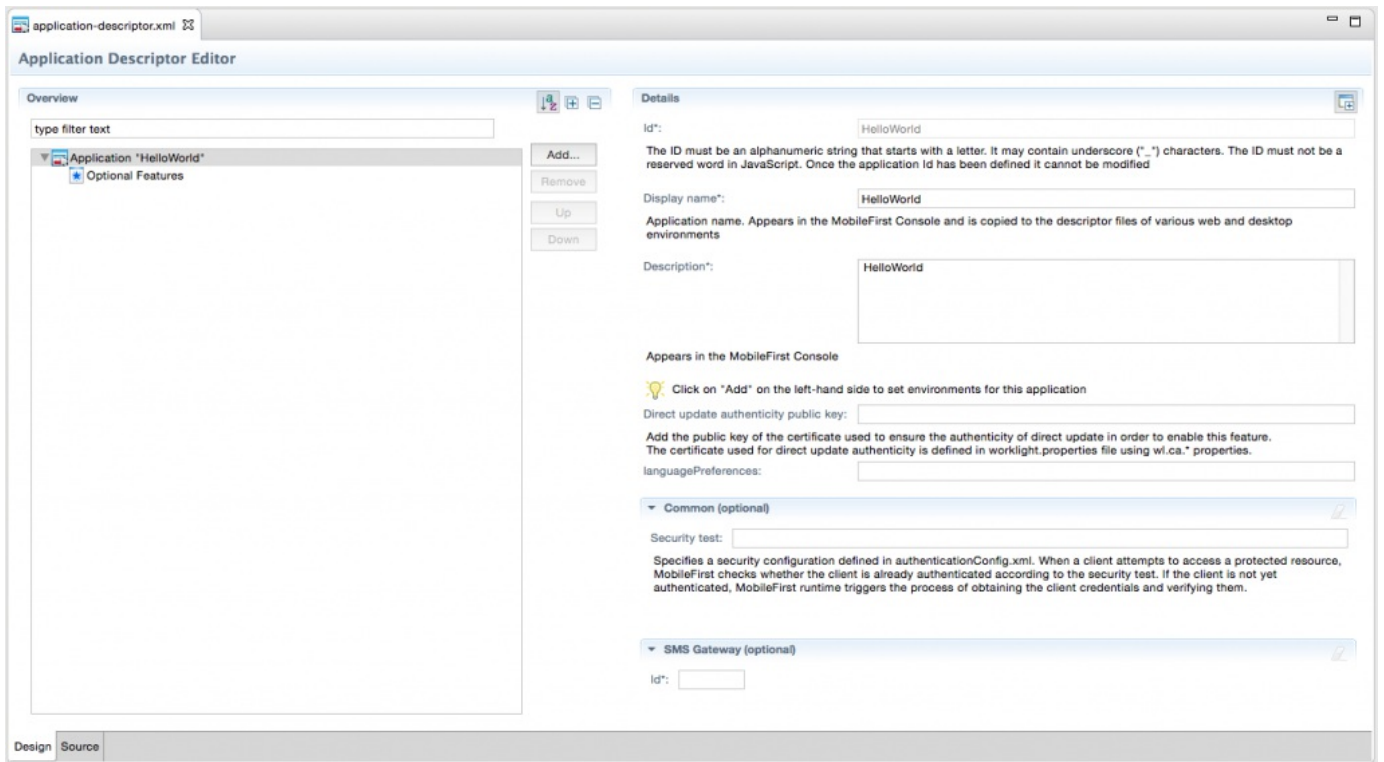 application-descriptor.xml
Application Descriptor Editor
Overview
type filter text
Application "HelloWorld"
Optional Features
Add...
Remove
Up
Down
Details
Id*:
HelloWorld
The ID must be an alphanumeric string that starts with a letter. It may contain underscore ("_") characters. The ID must not be a
reserved word in JavaScript. Once the application Id has been defined it cannot be modified
Display name*:
HelloWorld
Application name. Appears in the MobileFirst Console and is copied to the descriptor files of various web and desktop
environments
Description*:
HelloWorld
Appears in the MobileFirst Console
Click on "Add" on the left-hand side to set environments for this application
Direct update authenticity public key:
Add the public key of the certificate used to ensure the authenticity of direct update in order to enable this feature.
The certificate used for direct update authenticity is defined in worklight.properties file using wl.ca.* properties.
languagePreferences:
Common (optional)
Security test:
Specifies a security configuration defined in authenticationConfig.xml. When a client attempts to access a protected resource,
MobileFirst checks whether the client is already authenticated according to the security test. If the client is not yet
authenticated, MobileFirst runtime triggers the process of obtaining the client credentials and verifying them.
SMS Gateway (optional)
Id*:
Design Source